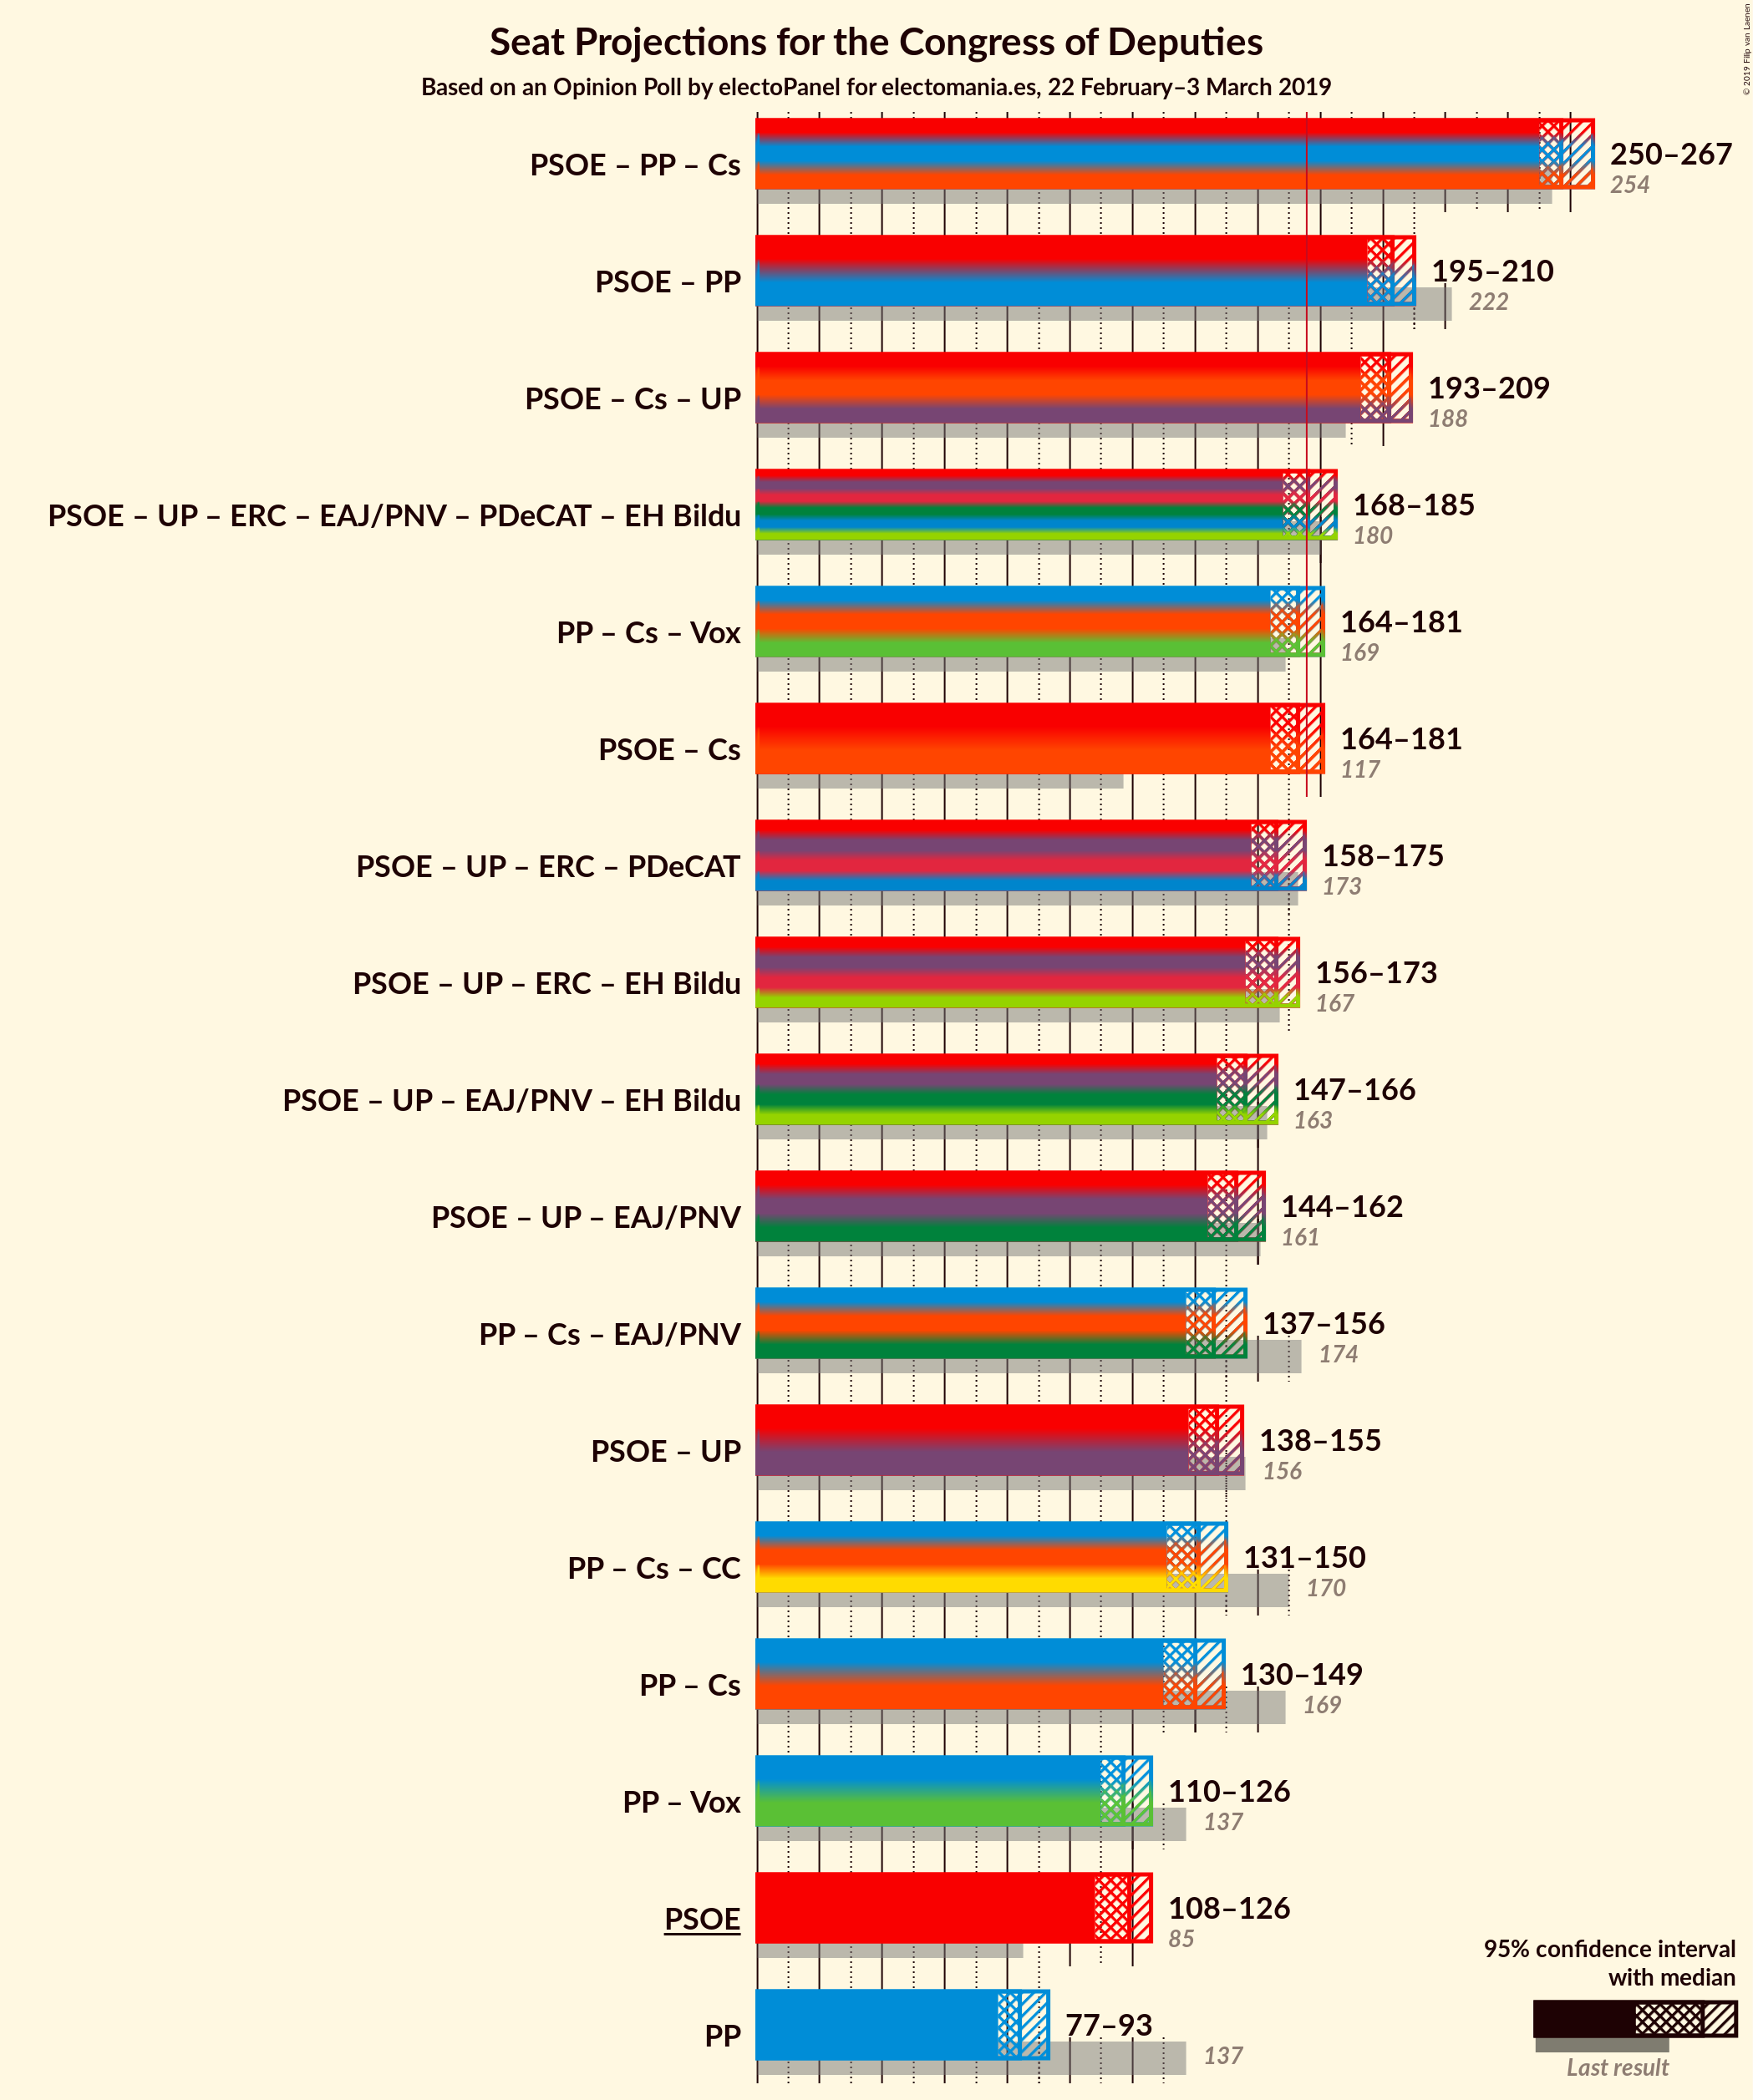 Seat Projections for the Congress of Deputies
Based on an Opinion Poll by electoPanel for electomania.es, 22 February–3 March 2019
© 2019 Filip van Laenen
PSOE – PP – Cs
250–267
254
PSOE – PP
195–210
222
PSOE – Cs – UP
193–209
188
PSOE – UP – ERC – EAJ/PNV – PDeCAT – EH Bildu
168–185
180
PP – Cs – Vox
164–181
169
PSOE – Cs
164–181
117
PSOE – UP – ERC – PDeCAT
158–175
173
PSOE – UP – ERC – EH Bildu
156–173
167
PSOE – UP – EAJ/PNV – EH Bildu
147–166
163
PSOE – UP – EAJ/PNV
144–162
161
PP – Cs – EAJ/PNV
137–156
174
PSOE – UP
138–155
156
PP – Cs – CC
131–150
170
PP – Cs
130–149
169
PP – Vox
110–126
137
PSOE
108–126
85
PP
77–93
137
95% confidence interval
with median
Last result